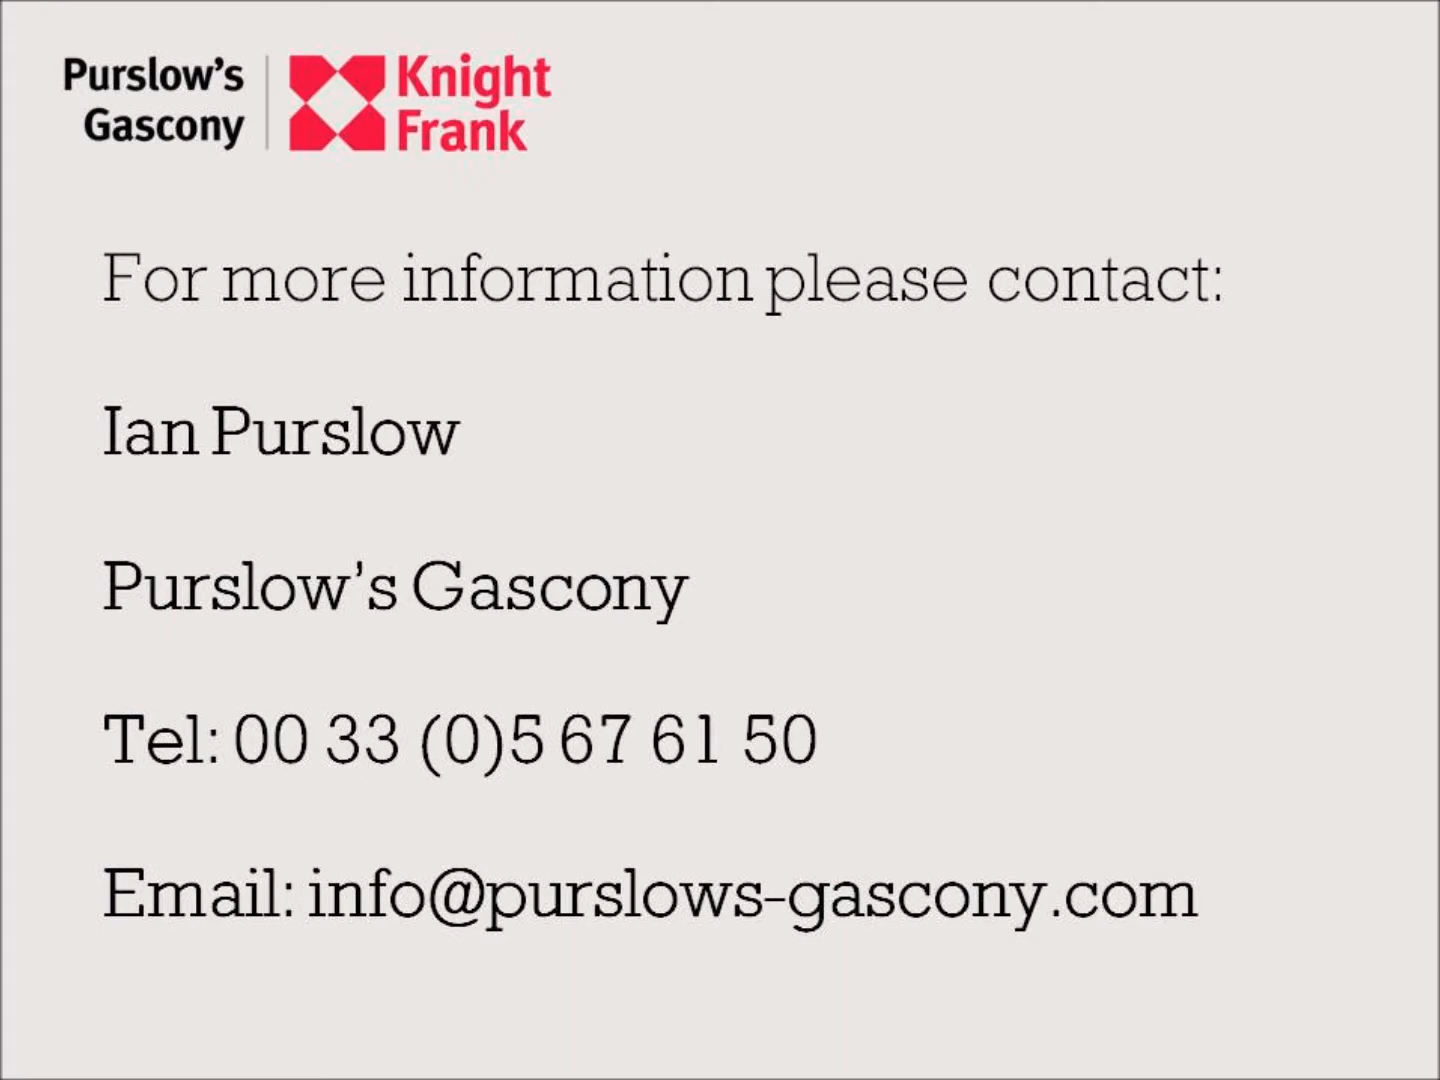 Purslow's
Gascony
Knight
Frank
For more information please contact:
Ian Purslow
Purslow's Gascony
Tel: 00 33 (0)5 67 61 50
Email: info@purslows-gascony.com